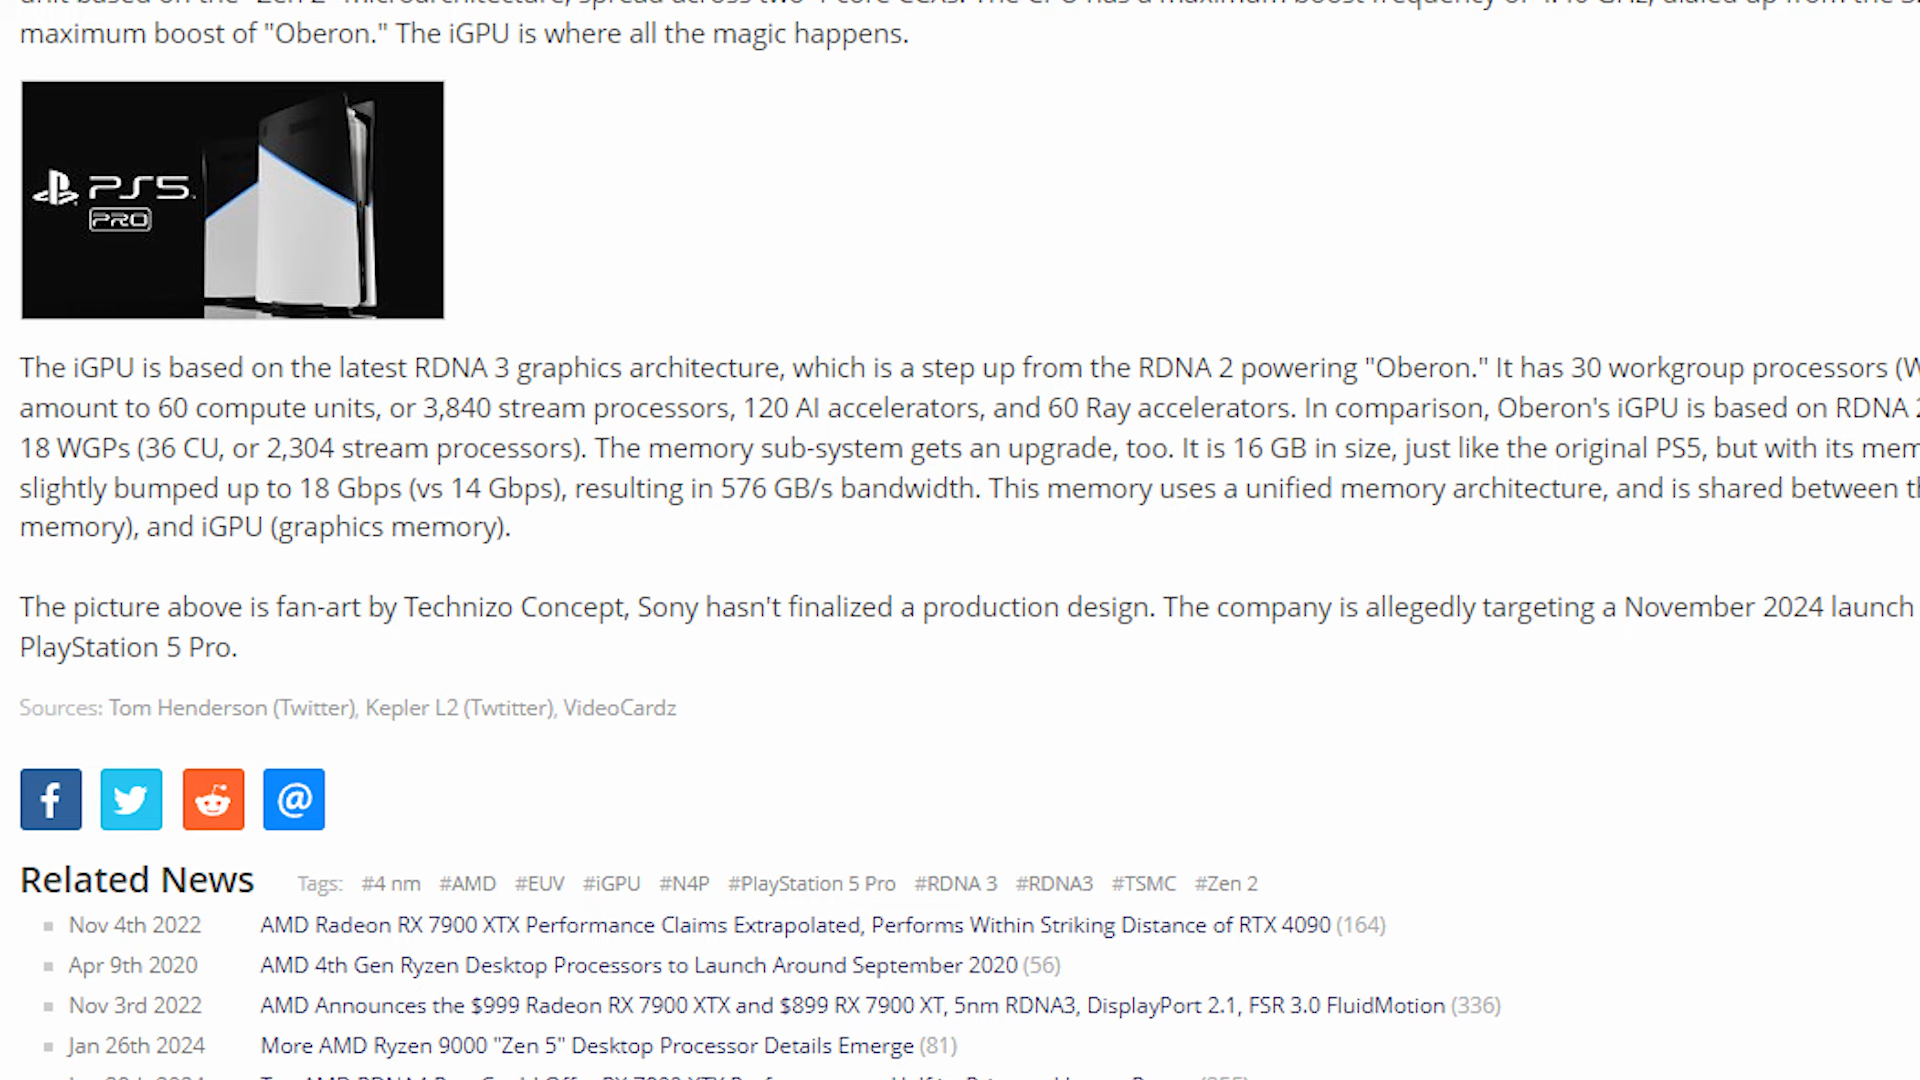 maximum boost of "Oberon." The iGPU is where all the magic happens.
PS5
PRO
The iGPU is based on the latest RDNA 3 graphics architecture, which is a step up from the RDNA 2 powering "Oberon." It has 30 workgroup processors
amount to 60 compute units, or 3,840 stream processors, 120 AI accelerators, and 60 Ray accelerators. In comparison, Oberon's iGPU is based on RDNA
18 WGPs (36 CU, or 2,304 stream processors). The memory sub-system gets an upgrade, too. It is 16 GB in size, just like the original PS5, but with its
slightly bumped up to 18 Gbps (vs 14 Gbps), resulting in 576 GB/s bandwidth. This memory uses a unified memory architecture, and is shared between
memory), and iGPU (graphics memory).
The picture above is fan-art by Technizo Concept, Sony hasn't finalized a production design. The company is allegedly targeting a November 2024 launch
PlayStation 5 Pro.
Sources: Tom Henderson (Twitter), Kepler L2 (Twtitter), VideoCardz
Related News Tags: #4 nm #AMD #EUV #iGPU #N4P #PlayStation 5 Pro #RDNA 3 #RDNA3 #TSMC #Zen 2
Nov 4th 2022 AMD Radeon RX 7900 XTX Performance Claims Extrapolated, Performs Within Striking Distance of RTX 4090 (164)
Apr 9th 2020 AMD 4th Gen Ryzen Desktop Processors to Launch Around September 2020 (56)
Nov 3rd 2022 AMD Announces the $999 Radeon RX 7900 XTX and $899 RX 7900 XT, 5nm RDNA3, DisplayPort 2.1, FSR 3.0 FluidMotion (336)
Jan 26th 2024 More AMD Ryzen 9000 "Zen 5" Desktop Processor Details Emerge (81)